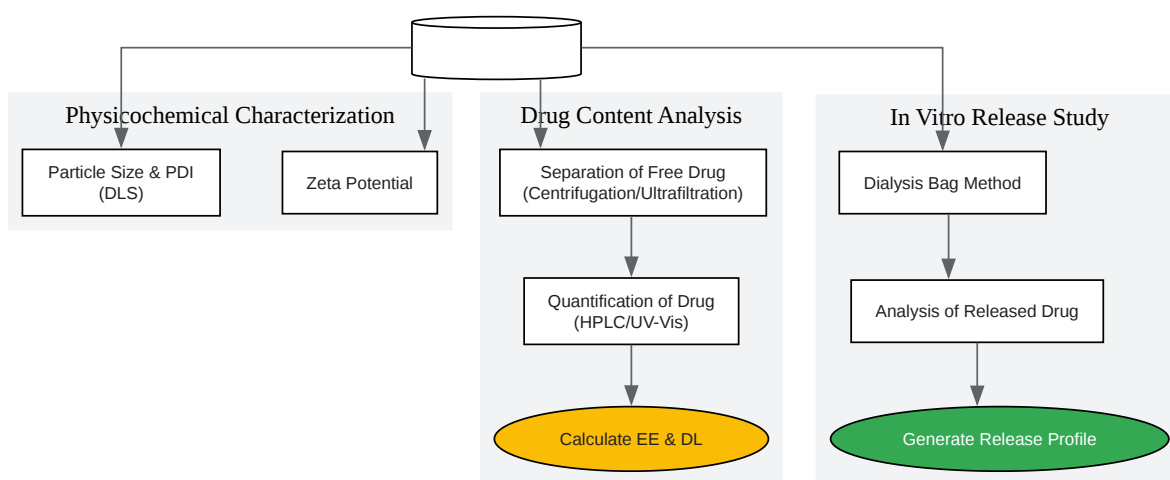 Physicochemical Characterization
Particle Size & PDI
(DLS)
Zeta Potential
Drug Content Analysis
Separation of Free Drug
(Centrifugation/Ultrafiltration)
Quantification of Drug
(HPLC/UV-Vis)
Calculate EE & DL
In Vitro Release Study
Dialysis Bag Method
Analysis of Released Drug
Generate Release Profile